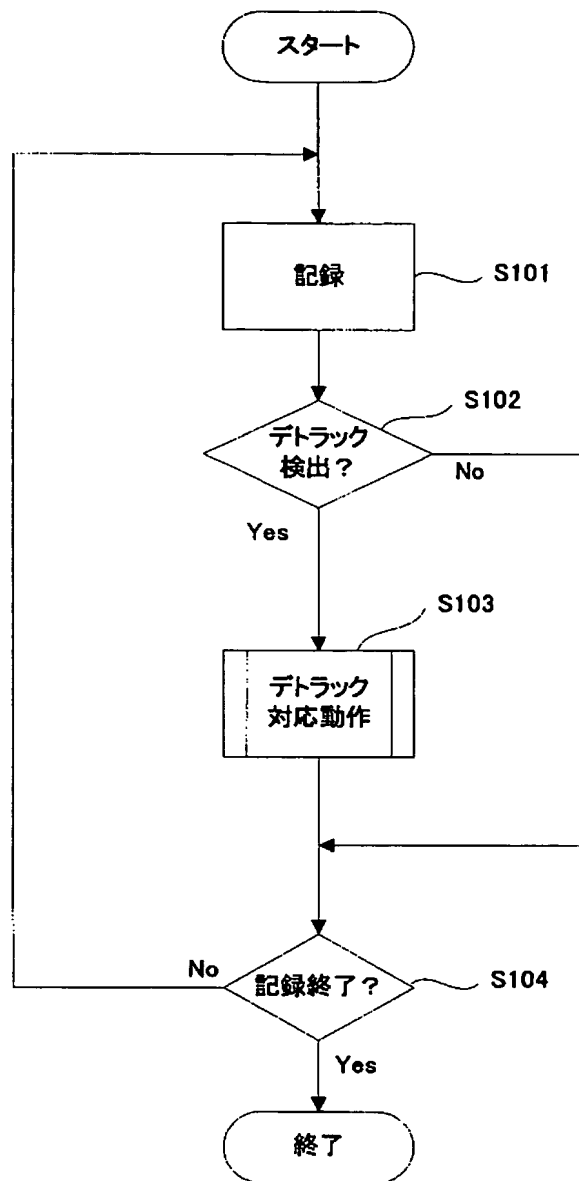 スタート
記録
S101
S102
デトラック
検出？
No
Yes
S103
デトラック
対応動作
No
記録終了？
S104
Yes
終了